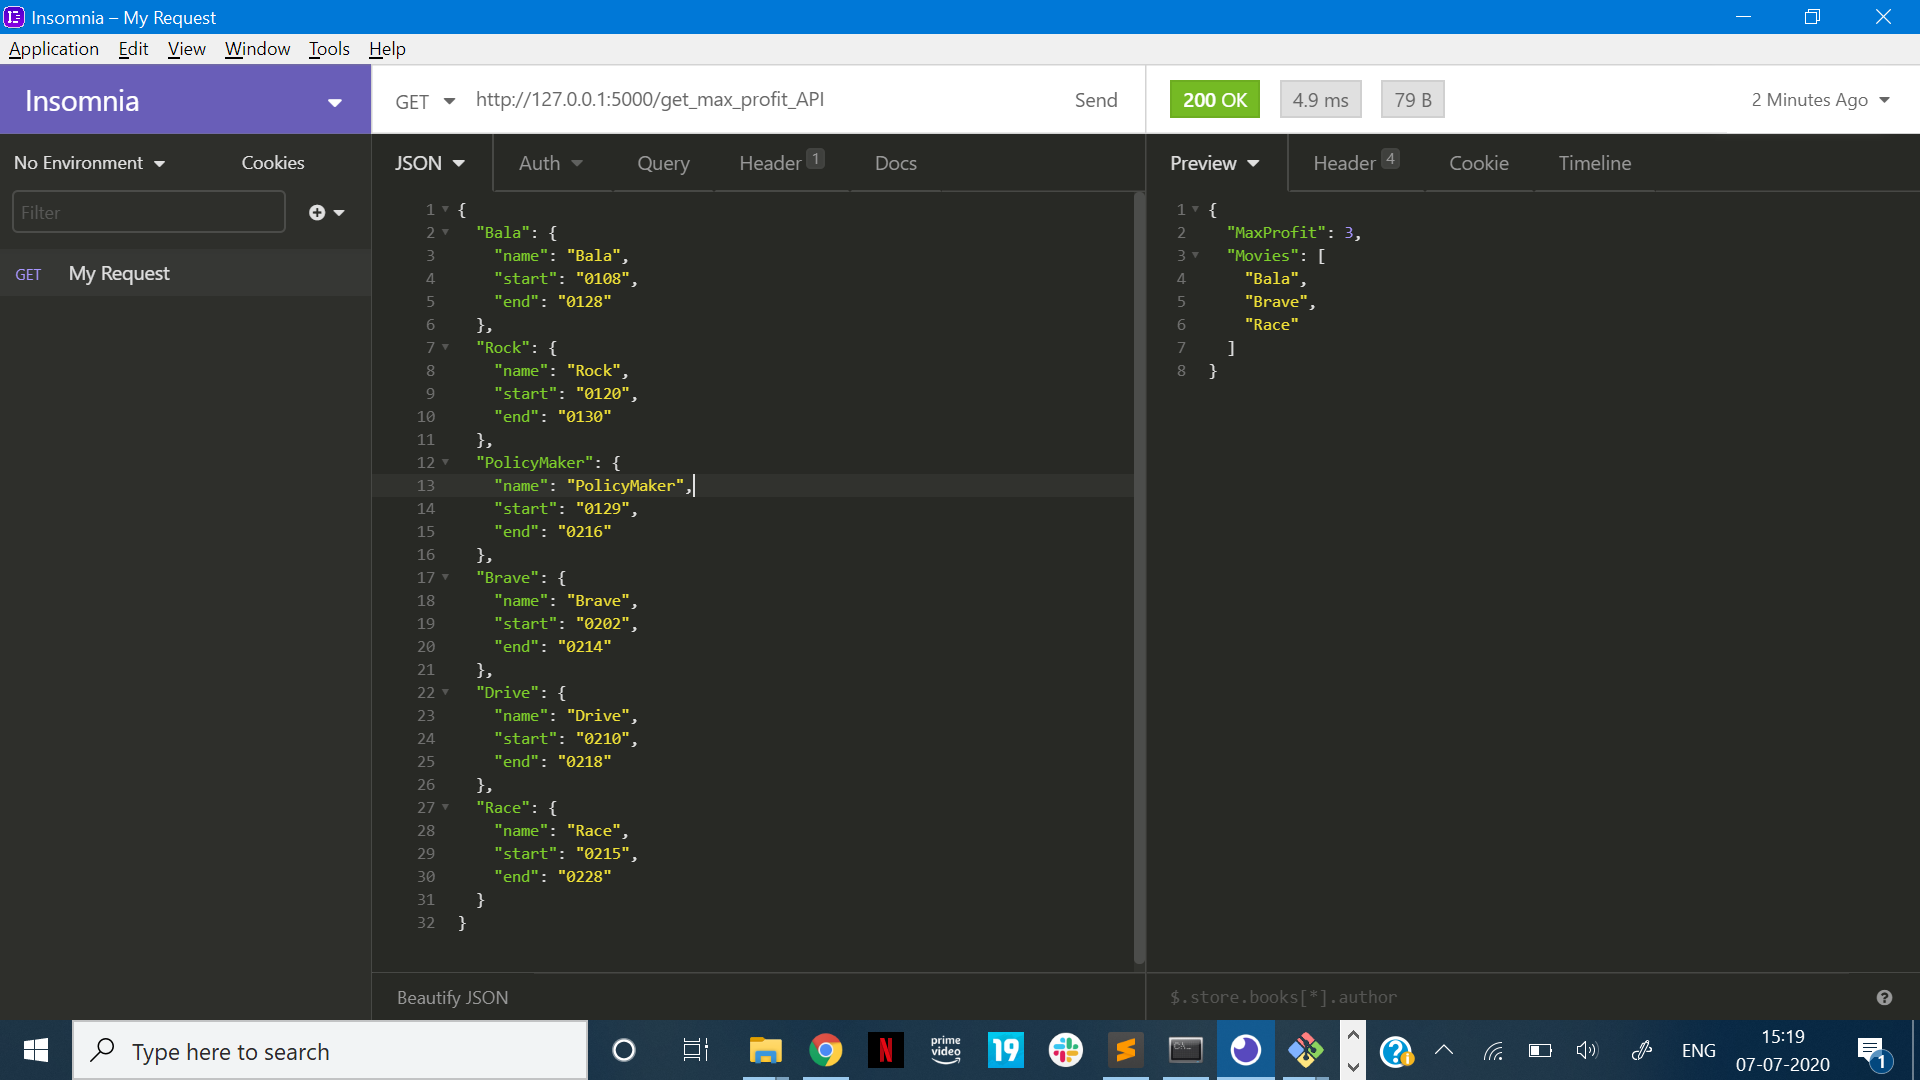 Insomnia – My Request
Application Edit View Window Tools Help
Insomnia
GET http://127.0.0.1:5000/get_max_profit_API Send
200 OK 4.9 ms 79 B 2 Minutes Ago
No Environment Cookies
JSON Auth Query Header 1 Docs
Preview Header 4 Cookie Timeline
Filter
GET My Request
1 {
2 "Bala": {
3 "name": "Bala",
4 "start": "0108",
5 "end": "0128"
6 },
7 "Rock": {
8 "name": "Rock",
9 "start": "0120",
10 "end": "0130"
11 },
12 "PolicyMaker": {
13 "name": "PolicyMaker",
14 "start": "0129",
15 "end": "0216"
16 },
17 "Brave": {
18 "name": "Brave",
19 "start": "0202",
20 "end": "0214"
21 },
22 "Drive": {
23 "name": "Drive",
24 "start": "0210",
25 "end": "0218"
26 },
27 "Race": {
28 "name": "Race",
29 "start": "0215",
30 "end": "0228"
31 }
32 }
1 {
2 "MaxProfit": 3,
3 "Movies": [
4 "Bala",
5 "Brave",
6 "Race"
7 ]
8 }
Beautify JSON
$.store.books[*].author
Type here to search
N
prime
video
19
ENG
15:19
07-07-2020
1